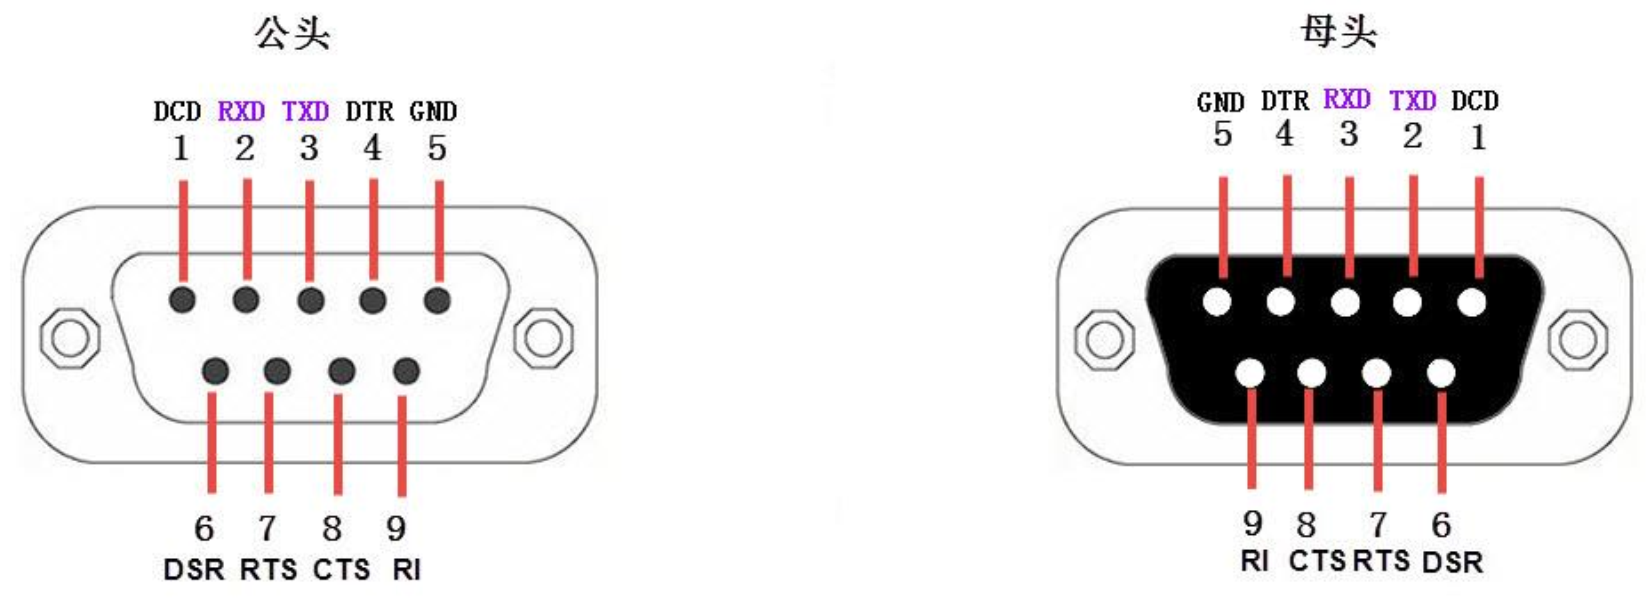 公头
DCD RXD TXD DTR GND
1 2 3 4 5
6 7 8 9
DSR RTS CTS RI
母头
GND DTR RXD TXD DCD
5 4 3 2 1
9 8 7 6
RI CTS RTS DSR